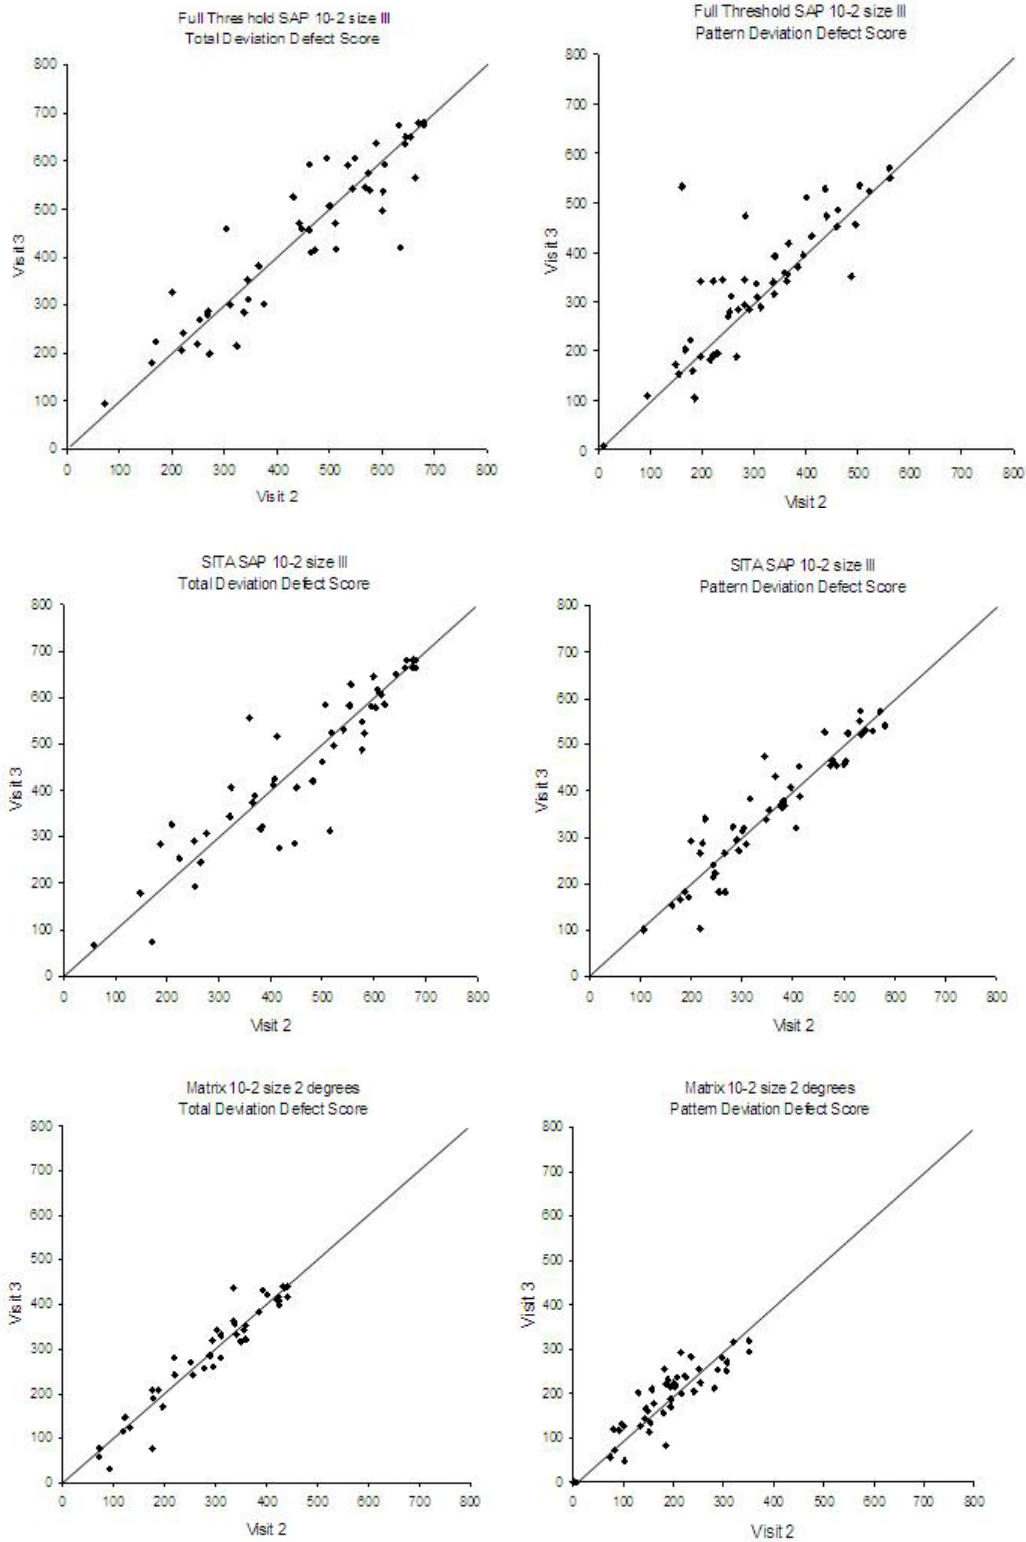 Full Threshold SAP 10-2 size III
Total Deviation Defect Score
800
700
600
500
400
300
200
100
0
Visit 3
0 100 200 300 400 500 600 700 800
Visit 2
Full Threshold SAP 10-2 size III
Pattern Deviation Defect Score
800
700
600
500
400
300
200
100
0
Visit 3
0 100 200 300 400 500 600 700 800
Visit 2
SITA SAP 10-2 size III
Total Deviation Defect Score
800
700
600
500
400
300
200
100
0
Visit 3
0 100 200 300 400 500 600 700 800
Visit 2
SITA SAP 10-2 size III
Pattern Deviation Defect Score
800
700
600
500
400
300
200
100
0
Visit 3
0 100 200 300 400 500 600 700 800
Visit 2
Matrix 10-2 size 2 degrees
Total Deviation Defect Score
800
700
600
500
400
300
200
100
0
Visit 3
0 100 200 300 400 500 600 700 800
Visit 2
Matrix 10-2 size 2 degrees
Pattern Deviation Defect Score
800
700
600
500
400
300
200
100
0
Visit 3
0 100 200 300 400 500 600 700 800
Visit 2